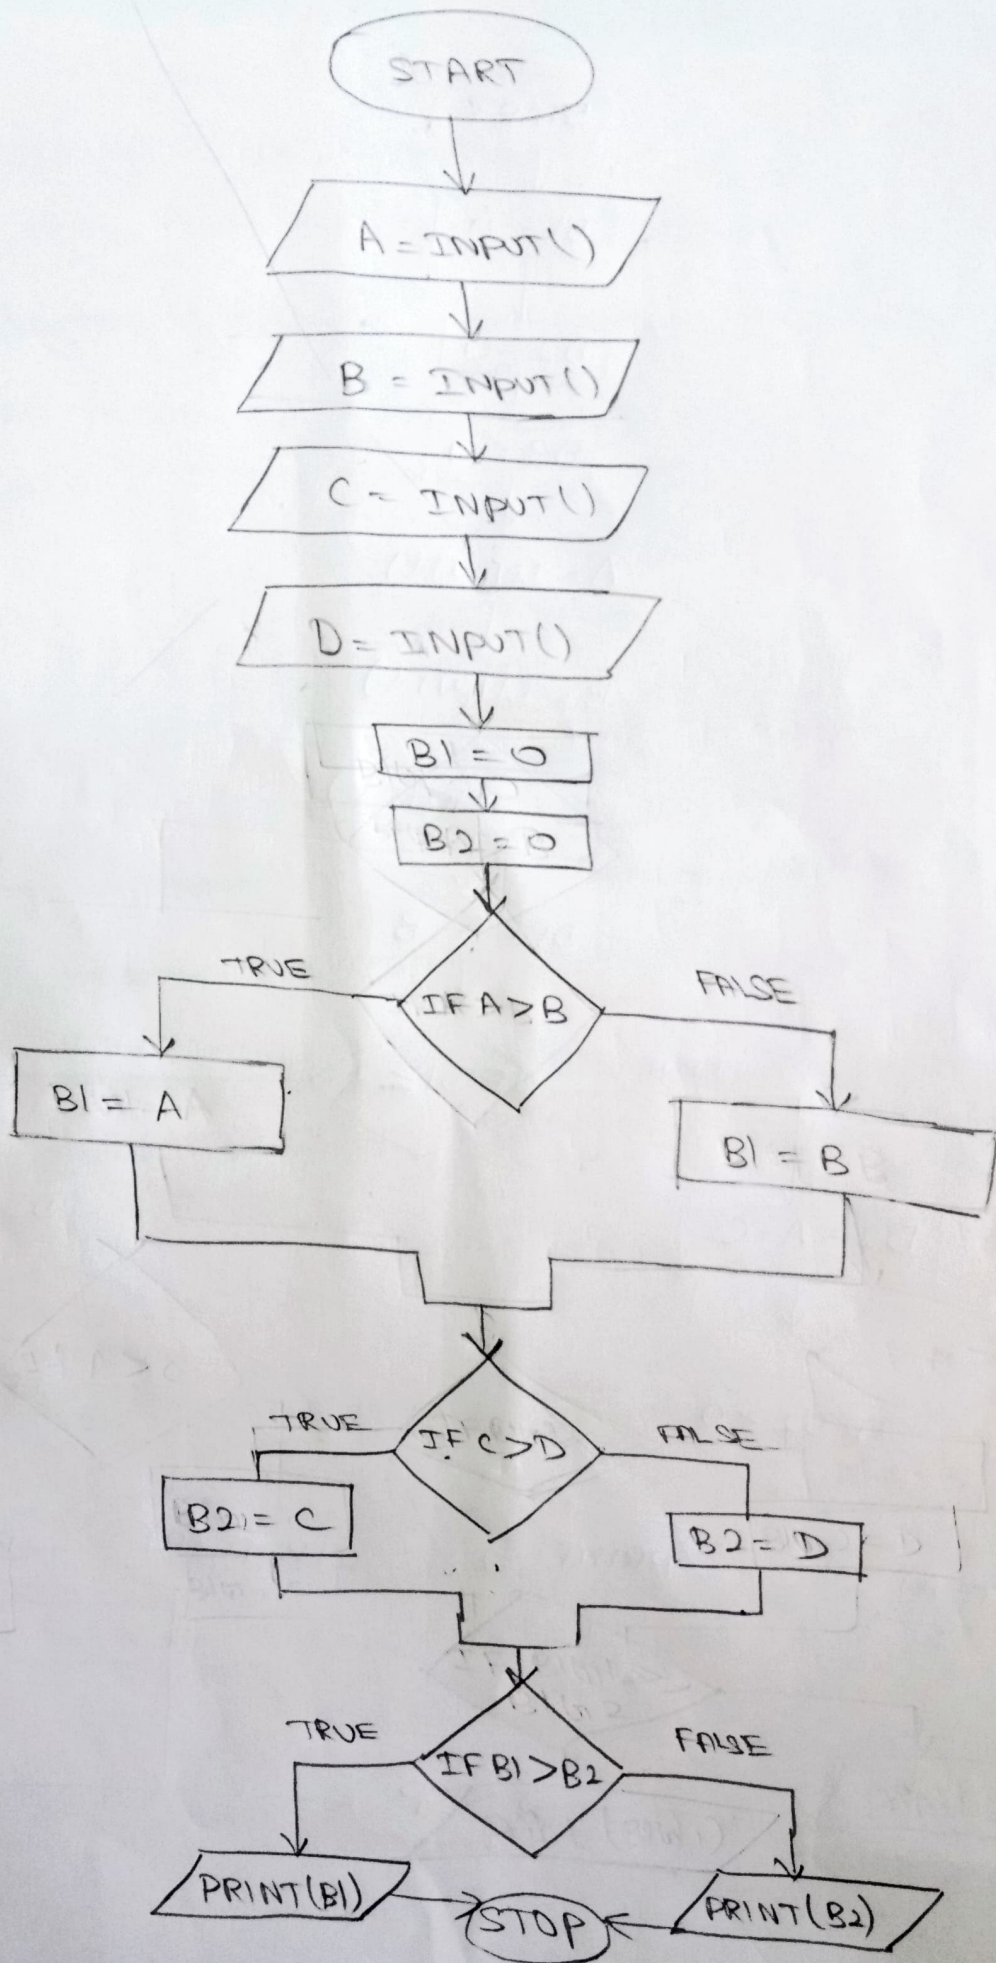 START
A = INPUT()
B = INPUT()
C = INPUT()
D = INPUT()
B1 = 0
B2 = 0
IF A > B
TRUE
FALSE
B1 = A
B1 = B
IF C > D
TRUE
FALSE
B2 = C
B2 = D
IF B1 > B2
TRUE
FALSE
PRINT(B1)
PRINT(B2)
STOP